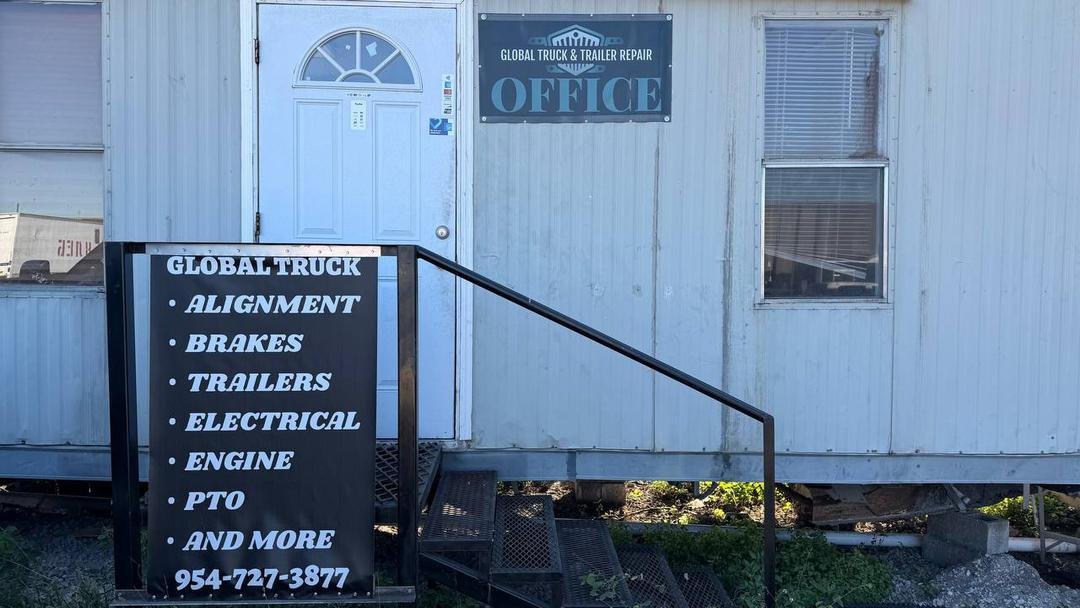 GLOBAL TRUCK & TRAILER REPAIR
OFFICE
GLOBAL TRUCK
• ALIGNMENT
• BRAKES
• TRAILERS
• ELECTRICAL
• ENGINE
• PTO
• AND MORE
954-727-3877